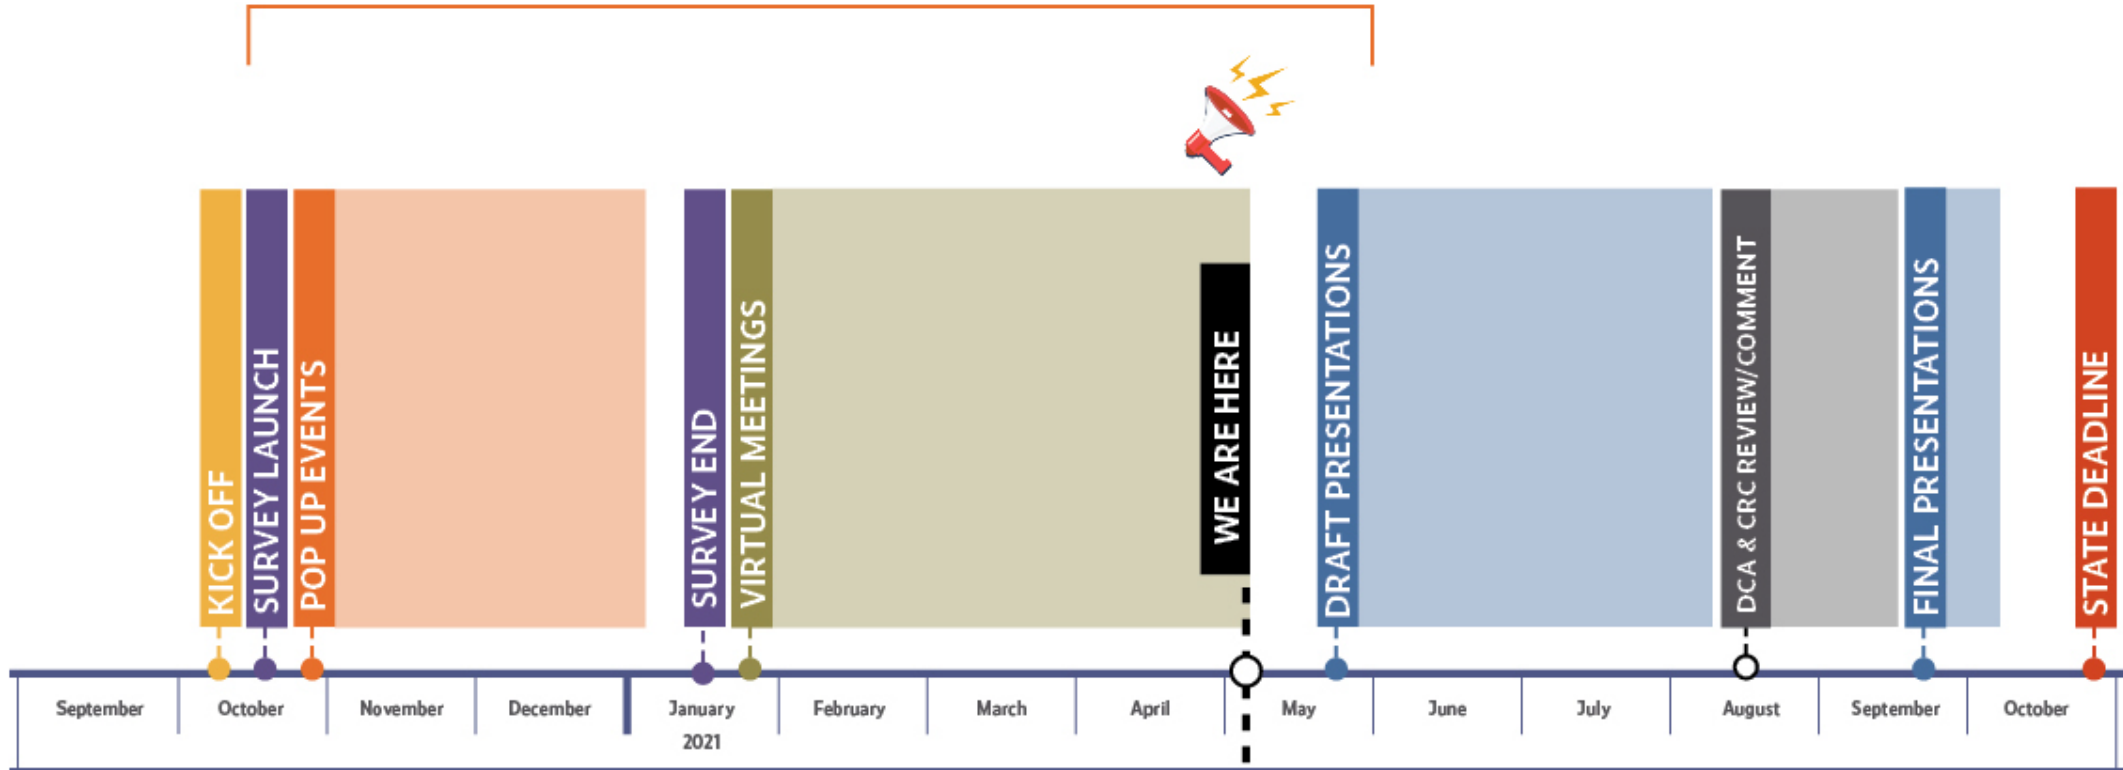 KICK OFF
SURVEY LAUNCH
POP UP EVENTS
SURVEY END
VIRTUAL MEETINGS
WE ARE HERE
DRAFT PRESENTATIONS
DCA & CRC REVIEW/COMMENT
FINAL PRESENTATIONS
STATE DEADLINE
September October November December January February March April May June July August September October
2021